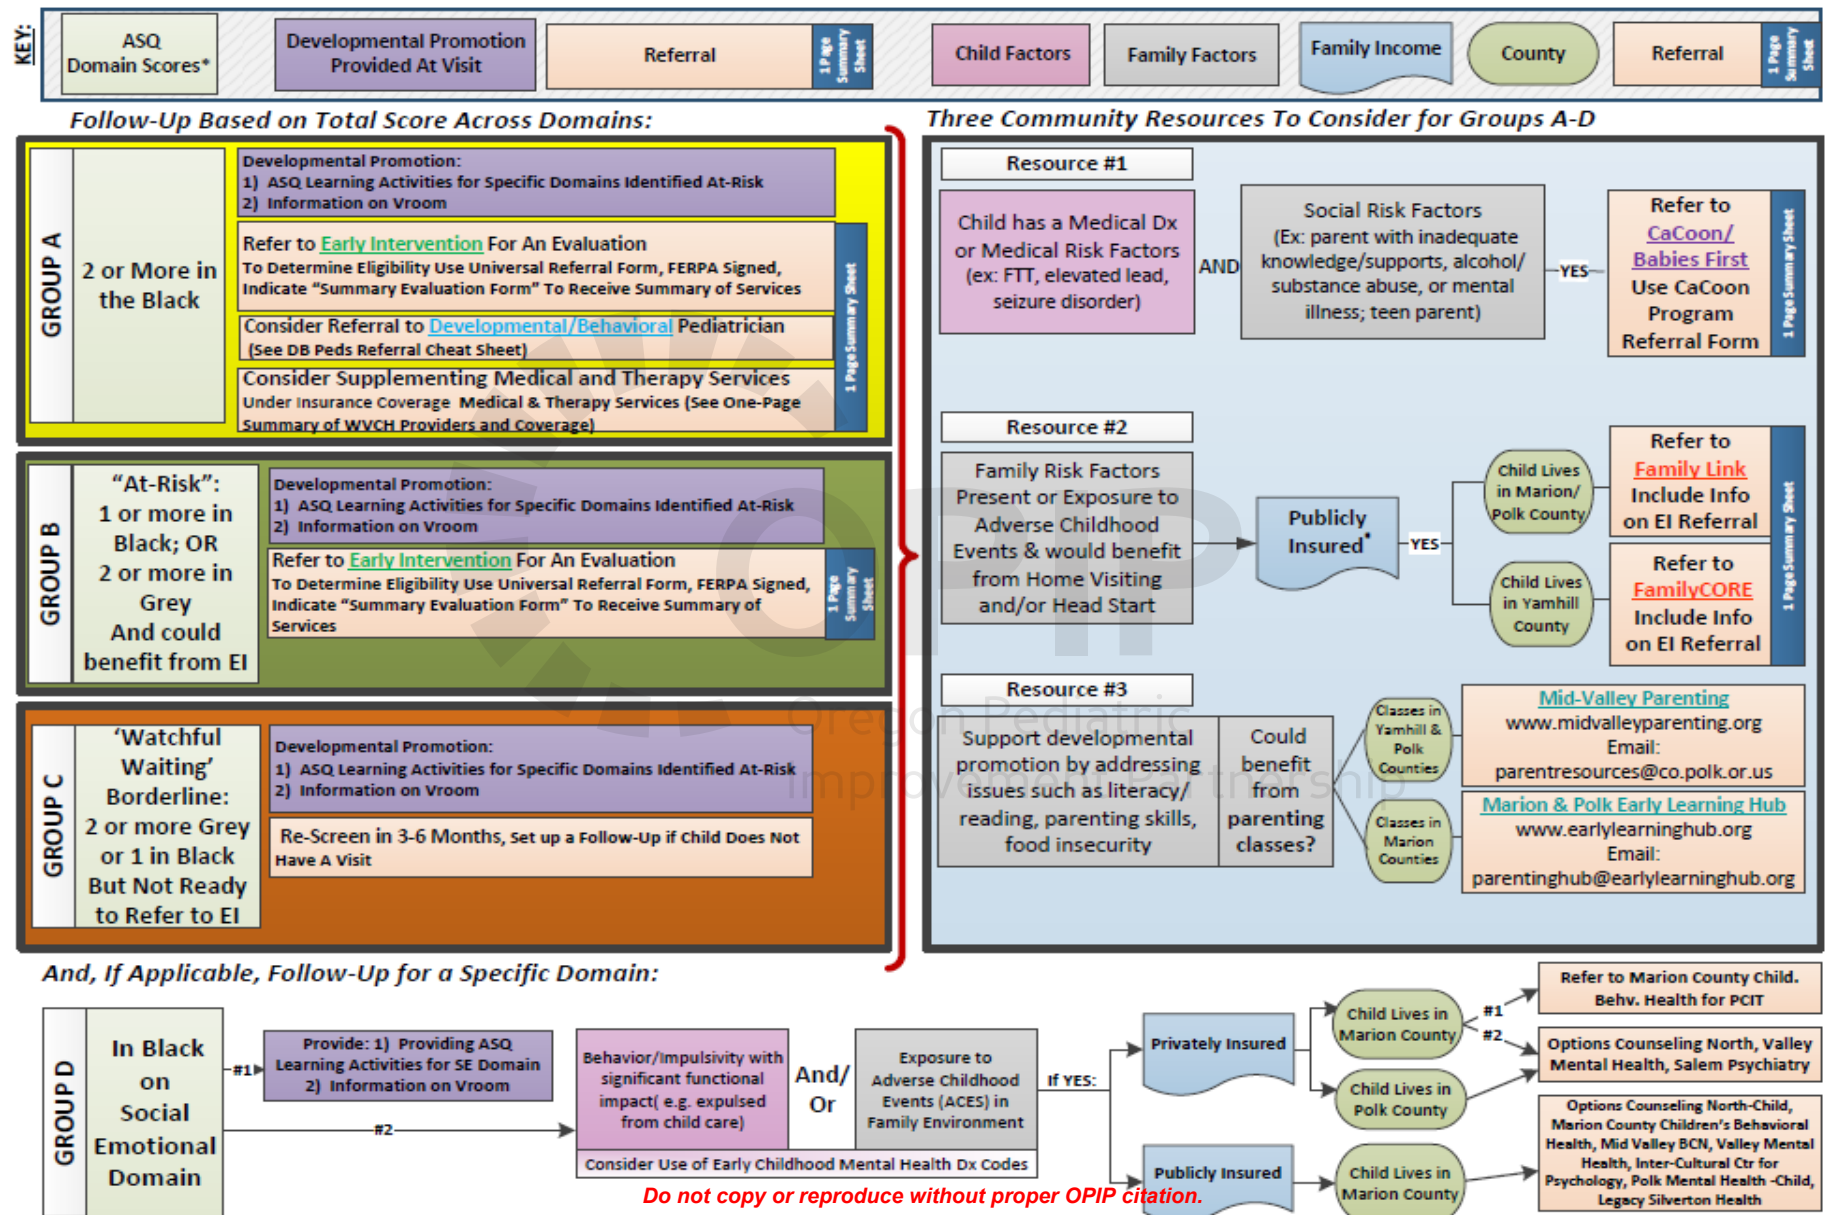 KEY:
ASQ
Domain Scores*
Developmental Promotion
Provided At Visit
Referral
1 Page
Summary
Sheet
Child Factors
Family Factors
Family Income
County
Referral
1 Page
Summary
Sheet
Follow-Up Based on Total Score Across Domains:
GROUP A
2 or More in
the Black
Developmental Promotion:
1) ASQ Learning Activities for Specific Domains Identified At-Risk
2) Information on Vroom
Refer to Early Intervention For An Evaluation
To Determine Eligibility Use Universal Referral Form, FERPA Signed,
Indicate “Summary Evaluation Form” To Receive Summary of Services
Consider Referral to Developmental/Behavioral Pediatrician
(See DB Peds Referral Cheat Sheet)
Consider Supplementing Medical and Therapy Services
Under Insurance Coverage Medical & Therapy Services (See One-Page
Summary of WVCH Providers and Coverage)
1 Page Summary Sheet
GROUP B
“At-Risk”:
1 or more in
Black; OR
2 or more in
Grey
And could
benefit from EI
Developmental Promotion:
1) ASQ Learning Activities for Specific Domains Identified At-Risk
2) Information on Vroom
Refer to Early Intervention For An Evaluation
To Determine Eligibility Use Universal Referral Form, FERPA Signed,
Indicate “Summary Evaluation Form” To Receive Summary of
Services
1 Page
Summary
Sheet
GROUP C
‘Watchful
Waiting’
Borderline:
2 or more Grey
or 1 in Black
But Not Ready
to Refer to EI
Developmental Promotion:
1) ASQ Learning Activities for Specific Domains Identified At-Risk
2) Information on Vroom
Re-Screen in 3-6 Months, Set up a Follow-Up if Child Does Not
Have A Visit
Three Community Resources To Consider for Groups A-D
Resource #1
Child has a Medical Dx
or Medical Risk Factors
(ex: FTT, elevated lead,
seizure disorder)
AND
Social Risk Factors
(Ex: parent with inadequate
knowledge/supports, alcohol/
substance abuse, or mental
illness; teen parent)
YES
Refer to
CaCoon/
Babies First
Use CaCoon
Program
Referral Form
1 Page Summary Sheet
Resource #2
Family Risk Factors
Present or Exposure to
Adverse Childhood
Events & would benefit
from Home Visiting
and/or Head Start
Publicly
Insured*
YES
Child Lives
in Marion/
Polk County
Refer to
Family Link
Include Info
on EI Referral
Child Lives
in Yamhill
County
Refer to
FamilyCORE
Include Info
on EI Referral
1 Page Summary Sheet
Resource #3
Support developmental
promotion by addressing
issues such as literacy/
reading, parenting skills,
food insecurity
Could
benefit
from
parenting
classes?
Classes in
Yamhill &
Polk
Counties
Mid-Valley Parenting
www.midvalleyparenting.org
Email:
parentresources@co.polk.or.us
Classes in
Marion
Counties
Marion & Polk Early Learning Hub
www.earlylearninghub.org
Email:
parentinghub@earlylearninghub.org
OPIP
Oregon Pediatric
Improvement Partnership
And, If Applicable, Follow-Up for a Specific Domain:
GROUP D
In Black
on
Social
Emotional
Domain
#1
Provide: 1) Providing ASQ
Learning Activities for SE Domain
2) Information on Vroom
#2
Behavior/Impulsivity with
significant functional
impact( e.g. expulsed
from child care)
And/
Or
Exposure to
Adverse Childhood
Events (ACES) in
Family Environment
Consider Use of Early Childhood Mental Health Dx Codes
If YES:
Privately Insured
Child Lives in
Marion County
#1
#2
Refer to Marion County Child.
Behv. Health for PCIT
Child Lives in
Polk County
Options Counseling North, Valley
Mental Health, Salem Psychiatry
Publicly Insured
Child Lives in
Marion County
Options Counseling North-Child,
Marion County Children’s Behavioral
Health, Mid Valley BCN, Valley Mental
Health, Inter-Cultural Ctr for
Psychology, Polk Mental Health -Child,
Legacy Silverton Health
Do not copy or reproduce without proper OPIP citation.